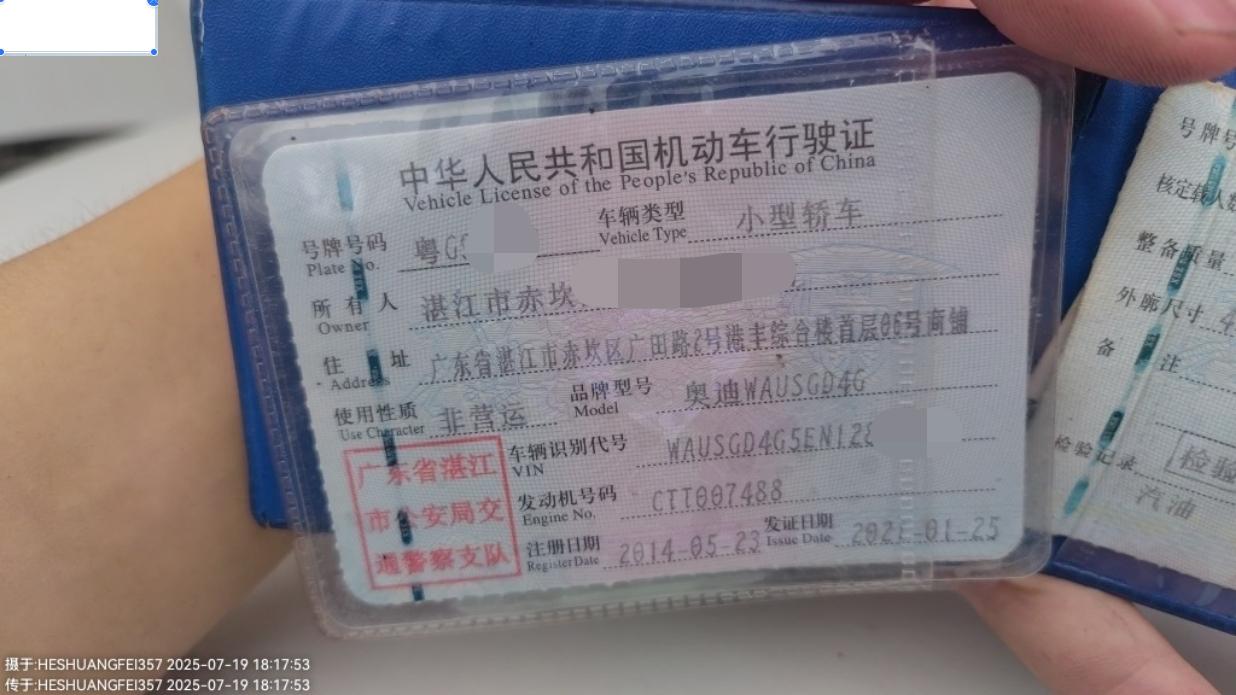 中华人民共和国机动车行驶证
Vehicle License of the People's Republic of China
号牌号码 Plate No. 粤G 车辆类型 Vehicle Type 小型轿车
所有人 Owner 湛江市赤坎
住址 Address 广东省湛江市赤坎区广田路2号港丰综合楼首层06号商铺
使用性质 Use Character 非营运 品牌型号 Model 奥迪WAUSGD4G
车辆识别代号 VIN WAUSGD4G5EN12
发动机号码 Engine No. CTT007488
注册日期 Register Date 2014-05-23 发证日期 Issue Date 2021-01-25
广东省湛江
市公安局交
通警察支队
号牌号
核定载人数
整备质量
外廓尺寸 4
备注
检验记录 检验
汽油
摄于:HESHUANGFEI357 2025-07-19 18:17:53
传于:HESHUANGFEI357 2025-07-19 18:17:53